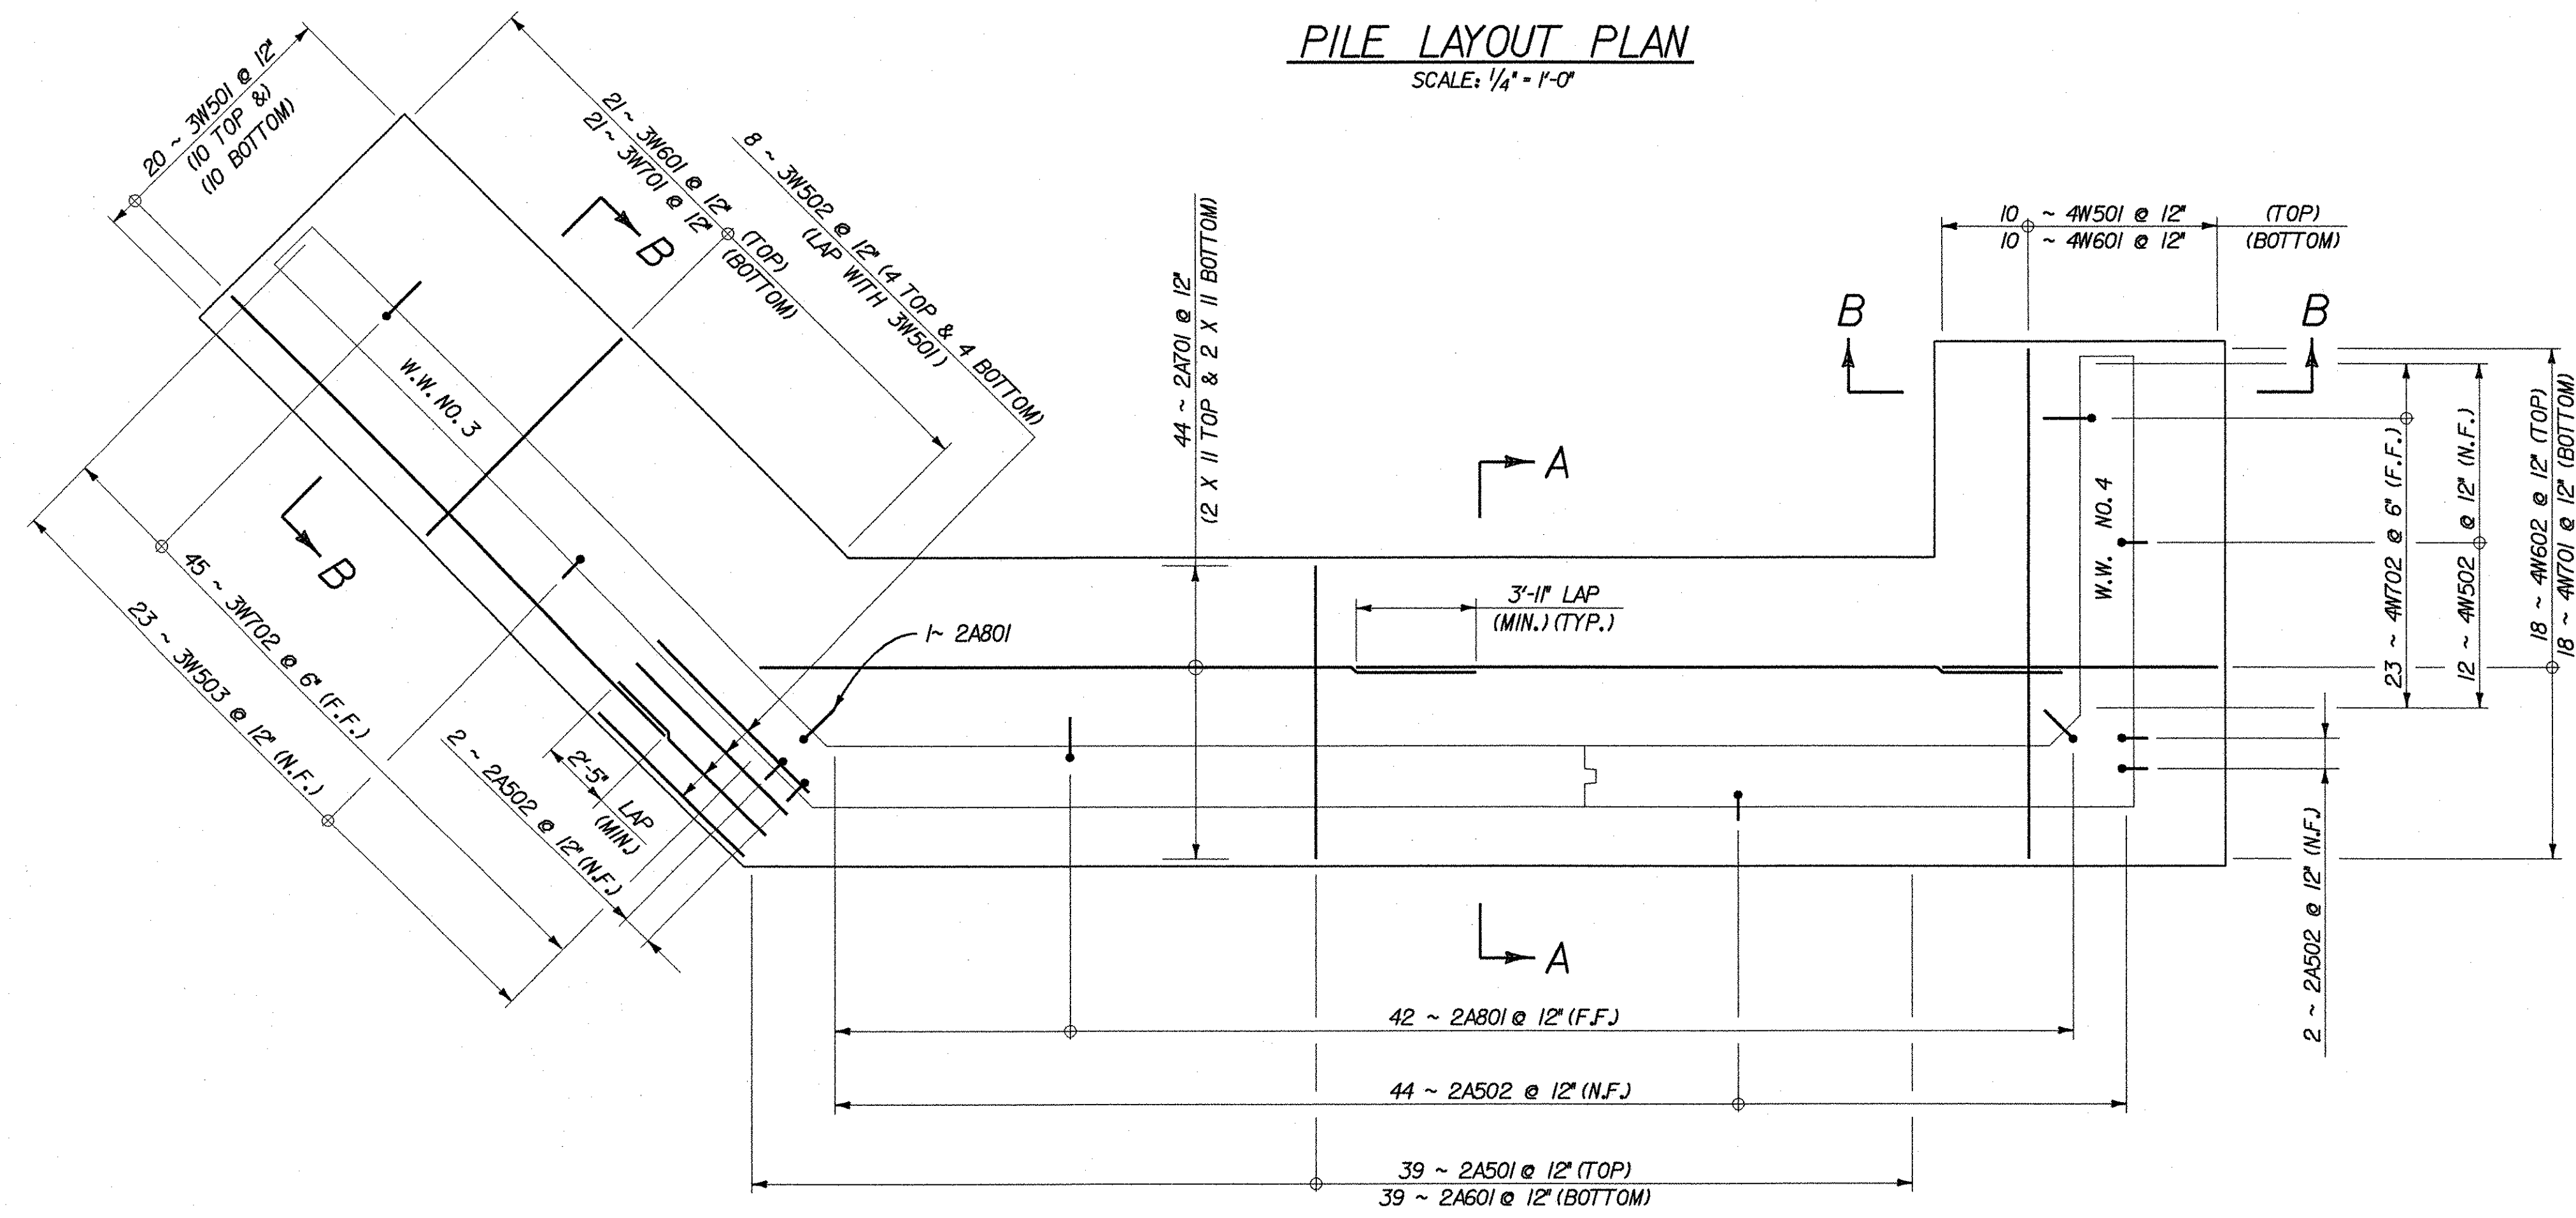 PILE LAYOUT PLAN
SCALE: 1/4" = 1'-0"
20 ~ 3W501 @ 12"
(10 TOP &)
(10 BOTTOM)
21 ~ 3W601 @ 12" (TOP)
21 ~ 3W701 @ 12" (BOTTOM)
8 ~ 3W502 @ 12" (4 TOP & 4 BOTTOM)
(LAP WITH 3W501)
B
B
W.W. NO. 3
45 ~ 3W702 @ 6" (F.F.)
23 ~ 3W503 @ 12" (N.F.)
2 ~ 2A502 @ 12" (N.F.)
2'-5" LAP
(MIN.)
1~ 2A801
44 ~ 2A701 @ 12"
(2 X 11 TOP & 2 X 11 BOTTOM)
A
A
3'-11" LAP
(MIN.) (TYP.)
10 ~ 4W501 @ 12" (TOP)
10 ~ 4W601 @ 12" (BOTTOM)
B
B
W.W. NO. 4
23 ~ 4W702 @ 6" (F.F.)
12 ~ 4W502 @ 12" (N.F.)
18 ~ 4W602 @ 12" (TOP)
18 ~ 4W701 @ 12" (BOTTOM)
2 ~ 2A502 @ 12" (N.F.)
42 ~ 2A801 @ 12" (F.F.)
44 ~ 2A502 @ 12" (N.F.)
39 ~ 2A501 @ 12" (TOP)
39 ~ 2A601 @ 12" (BOTTOM)